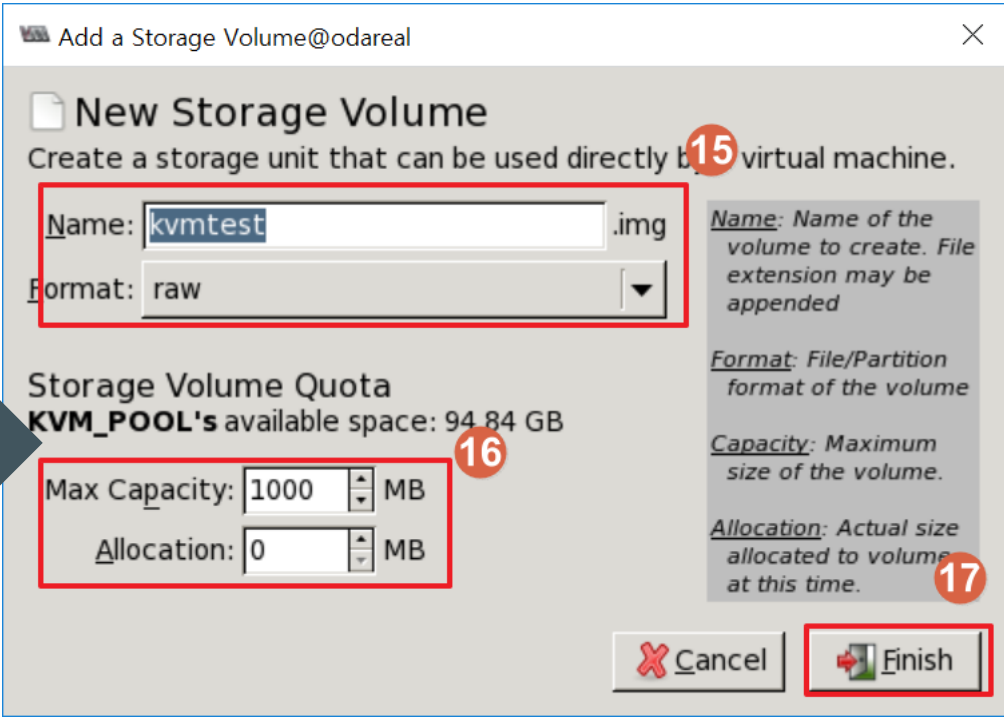 Add a Storage Volume@odareal
New Storage Volume
Create a storage unit that can be used directly b 15 virtual machine.
Name: kvmtest .img
Format: raw
Name: Name of the
volume to create. File
extension may be
appended
Format: File/Partition
format of the volume
Capacity: Maximum
size of the volume.
Allocation: Actual size
allocated to volume
at this time.
Storage Volume Quota
KVM_POOL's available space: 94.84 GB
16
Max Capacity: 1000 MB
Allocation: 0 MB
17
Cancel
Finish